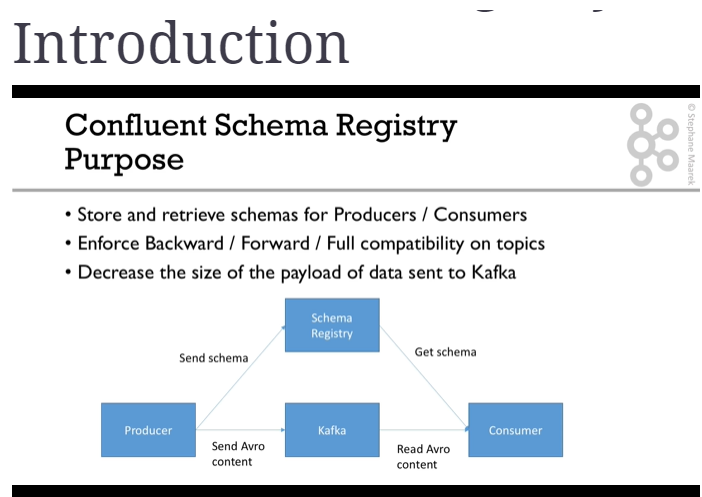 Introduction
Confluent Schema Registry
Purpose
© Stephane Maarek
• Store and retrieve schemas for Producers / Consumers
• Enforce Backward / Forward / Full compatibility on topics
• Decrease the size of the payload of data sent to Kafka
Schema
Registry
Send schema
Get schema
Producer
Kafka
Consumer
Send Avro
content
Read Avro
content